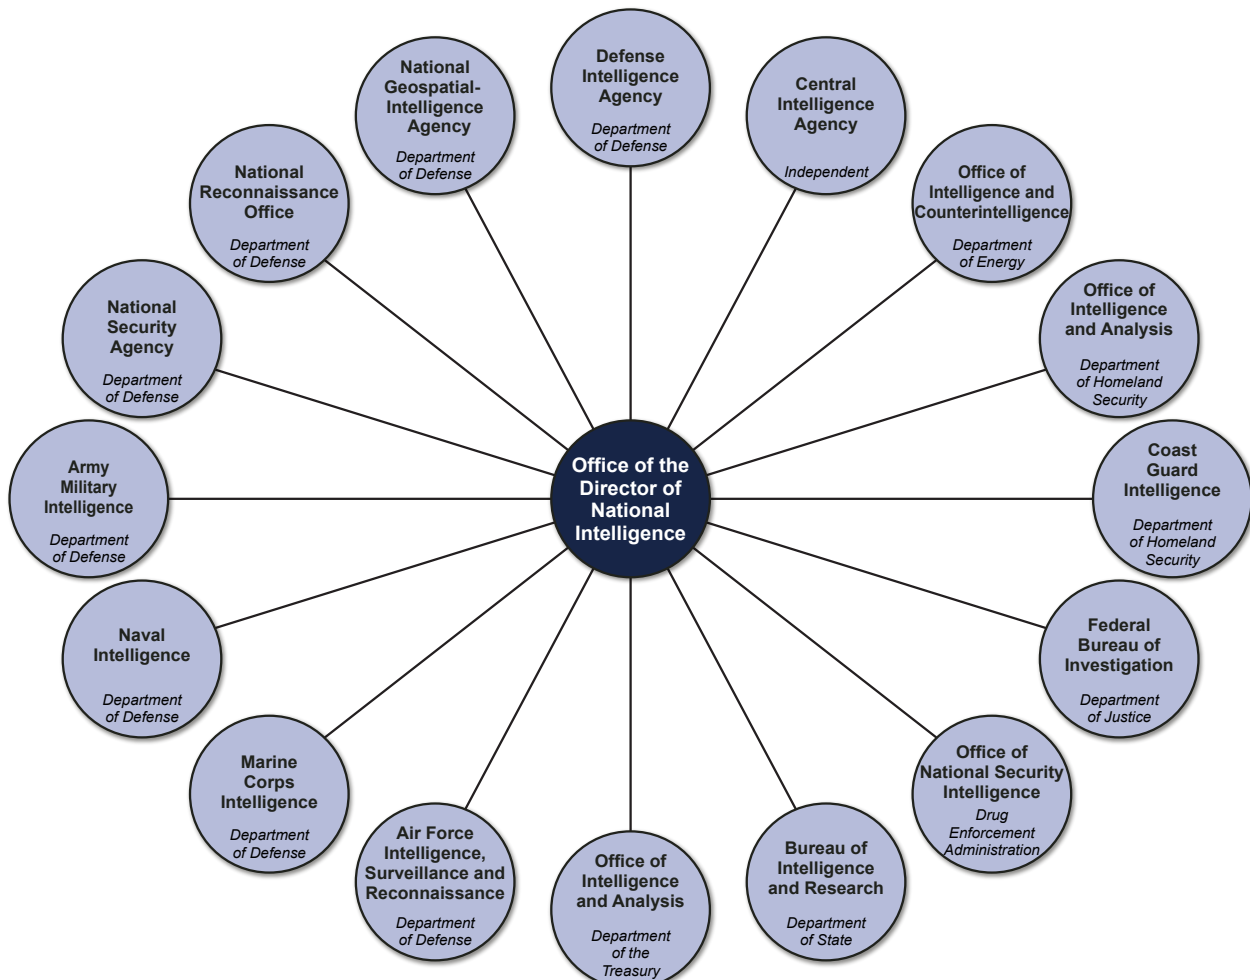 Defense
Intelligence
Agency
Department
of Defense
Central
Intelligence
Agency
Independent
Office of
Intelligence and
Counterintelligence
Department
of Energy
Office of
Intelligence
and Analysis
Department
of Homeland
Security
Coast
Guard
Intelligence
Department
of Homeland
Security
Federal
Bureau of
Investigation
Department
of Justice
Office of
National Security
Intelligence
Drug
Enforcement
Administration
Bureau of
Intelligence
and Research
Department
of State
Office of
Intelligence
and Analysis
Department
of the
Treasury
Air Force
Intelligence,
Surveillance and
Reconnaissance
Department
of Defense
Marine
Corps
Intelligence
Department
of Defense
Naval
Intelligence
Department
of Defense
Army
Military
Intelligence
Department
of Defense
National
Security
Agency
Department
of Defense
National
Reconnaissance
Office
Department
of Defense
National
Geospatial-
Intelligence
Agency
Department
of Defense
Office of the
Director of
National
Intelligence